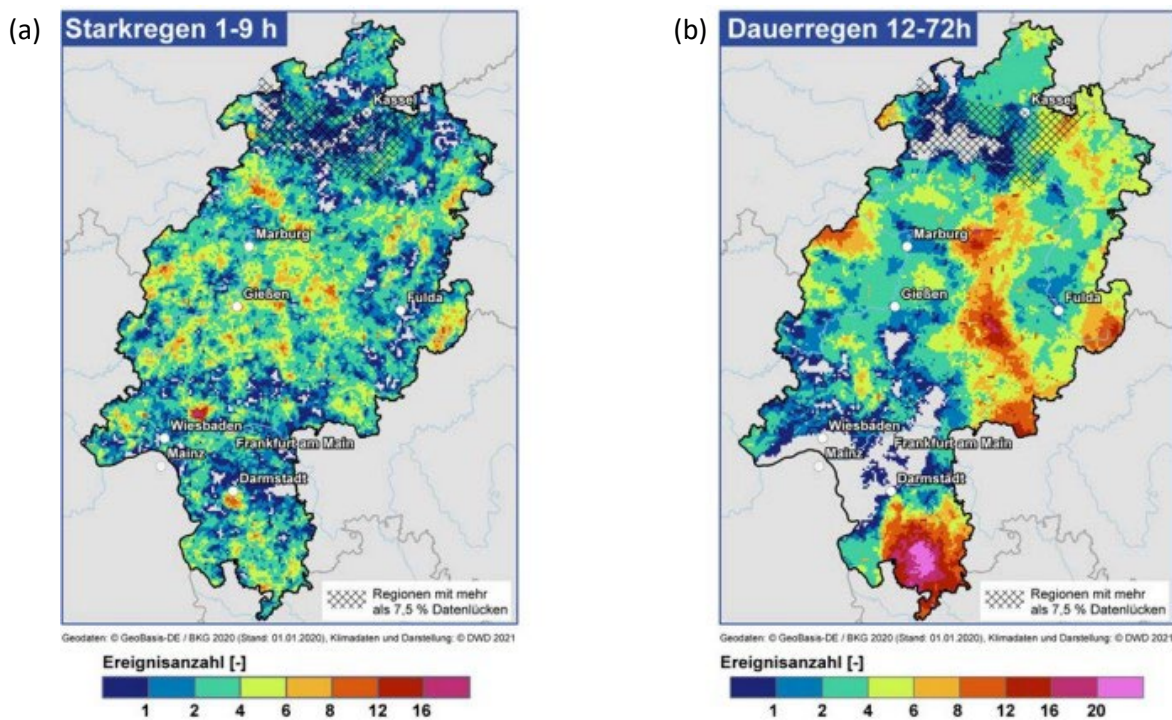 (a)
Starkregen 1-9 h
Kassel
Marburg
Gießen
Fulda
Wiesbaden
Frankfurt am Main
Mainz
Darmstadt
Regionen mit mehr
als 7,5 % Datenlücken
Geodaten: © GeoBasis-DE / BKG 2020 (Stand: 01.01.2020), Klimadaten und Darstellung: © DWD 2021
Ereignisanzahl [-]
1 2 4 6 8 12 16
(b)
Dauerregen 12-72h
Kassel
Marburg
Gießen
Fulda
Wiesbaden
Frankfurt am Main
Mainz
Darmstadt
Regionen mit mehr
als 7,5 % Datenlücken
Geodaten: © GeoBasis-DE / BKG 2020 (Stand: 01.01.2020), Klimadaten und Darstellung: © DWD 2021
Ereignisanzahl [-]
1 2 4 6 8 12 16 20